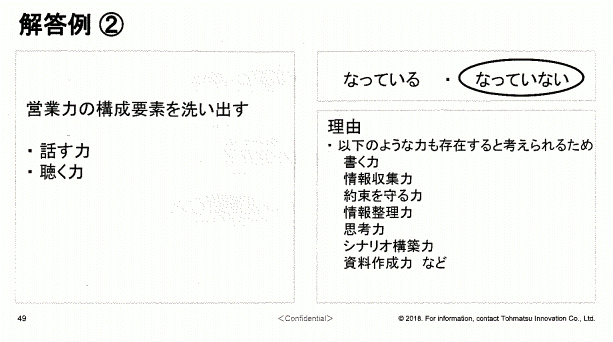 解答例 ②
営業力の構成要素を洗い出す
・話す力
・聴く力
なっている ・ なっていない
理由
・以下のような力も存在すると考えられるため
書く力
情報収集力
約束を守る力
情報整理力
思考力
シナリオ構築力
資料作成力 など
49
＜Confidential＞
© 2018. For information, contact Tohmatsu Innovation Co., Ltd.